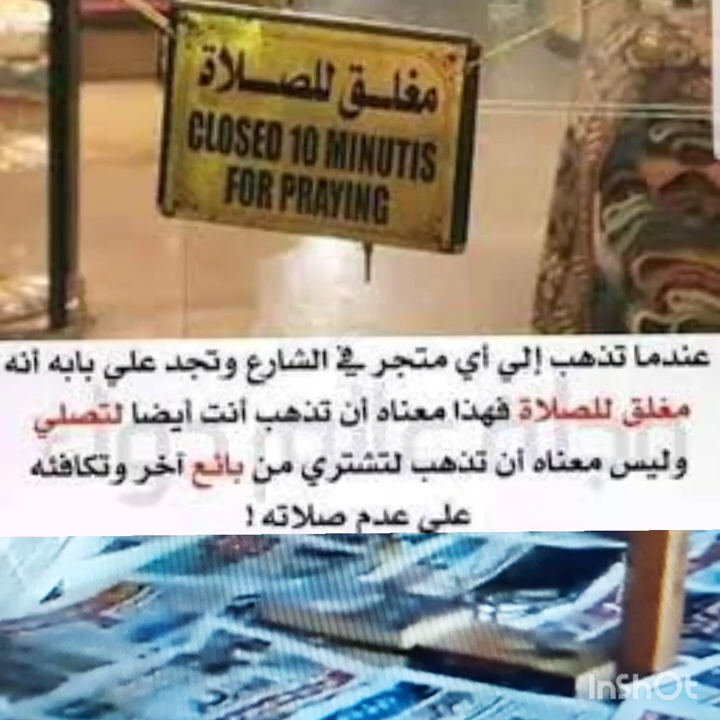 مغلق للصلاة
CLOSED 10 MINUTIS
FOR PRAYING
عندما تذهب إلي أي متجر في الشارع وتجد علي بابه أنه
مغلق للصلاة فهذا معناه أن تذهب أنت أيضا لتصلي
وليس معناه أن تذهب لتشتري من بائع آخر وتكافئه
علي عدم صلاته !
InShOt